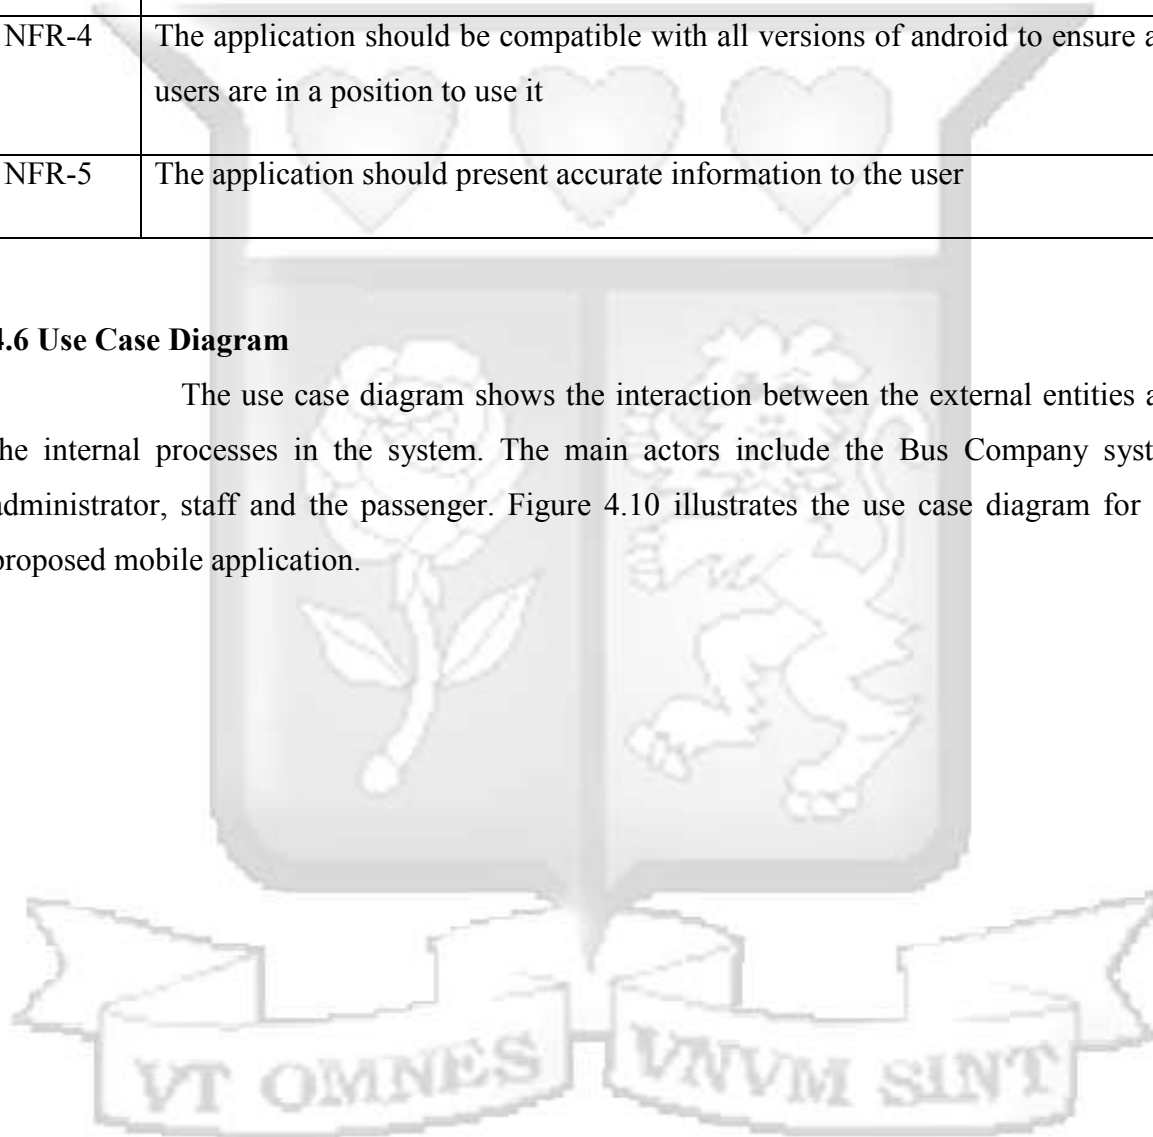 NFR-4 The application should be compatible with all versions of android to ensure a
users are in a position to use it
NFR-5 The application should present accurate information to the user
4.6 Use Case Diagram
The use case diagram shows the interaction between the external entities a
the internal processes in the system. The main actors include the Bus Company syst
administrator, staff and the passenger. Figure 4.10 illustrates the use case diagram for
proposed mobile application.
VT OMNES VNVM SINT